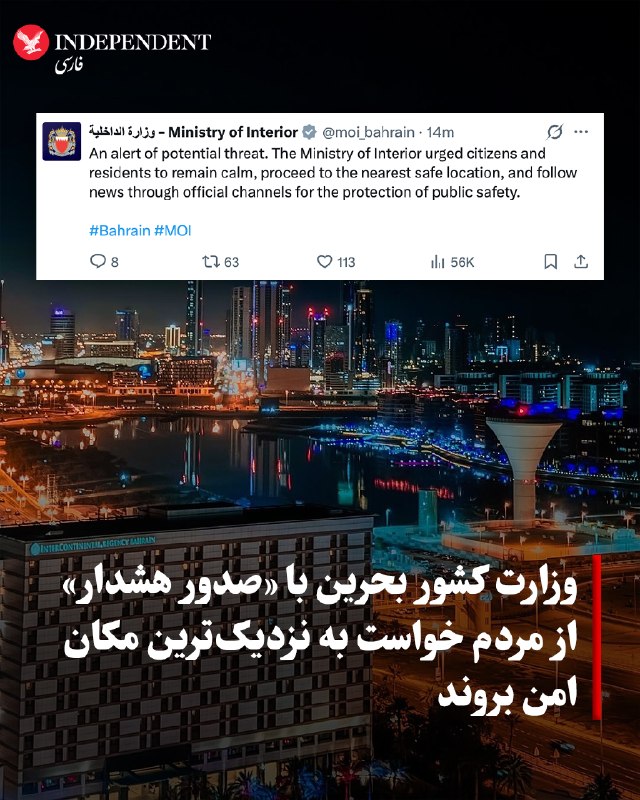 INDEPENDENT
فارسی
وزارة الداخلية – Ministry of Interior @moi_bahrain · 14m
An alert of potential threat. The Ministry of Interior urged citizens and
residents to remain calm, proceed to the nearest safe location, and follow
news through official channels for the protection of public safety.
#Bahrain #MOI
8 63 113 56K
INTERCONTINENTAL REGENCY BAHRAIN
وزارت کشور بحرین با «صدور هشدار»
از مردم خواست به نزدیک‌ترین مکان
امن بروند